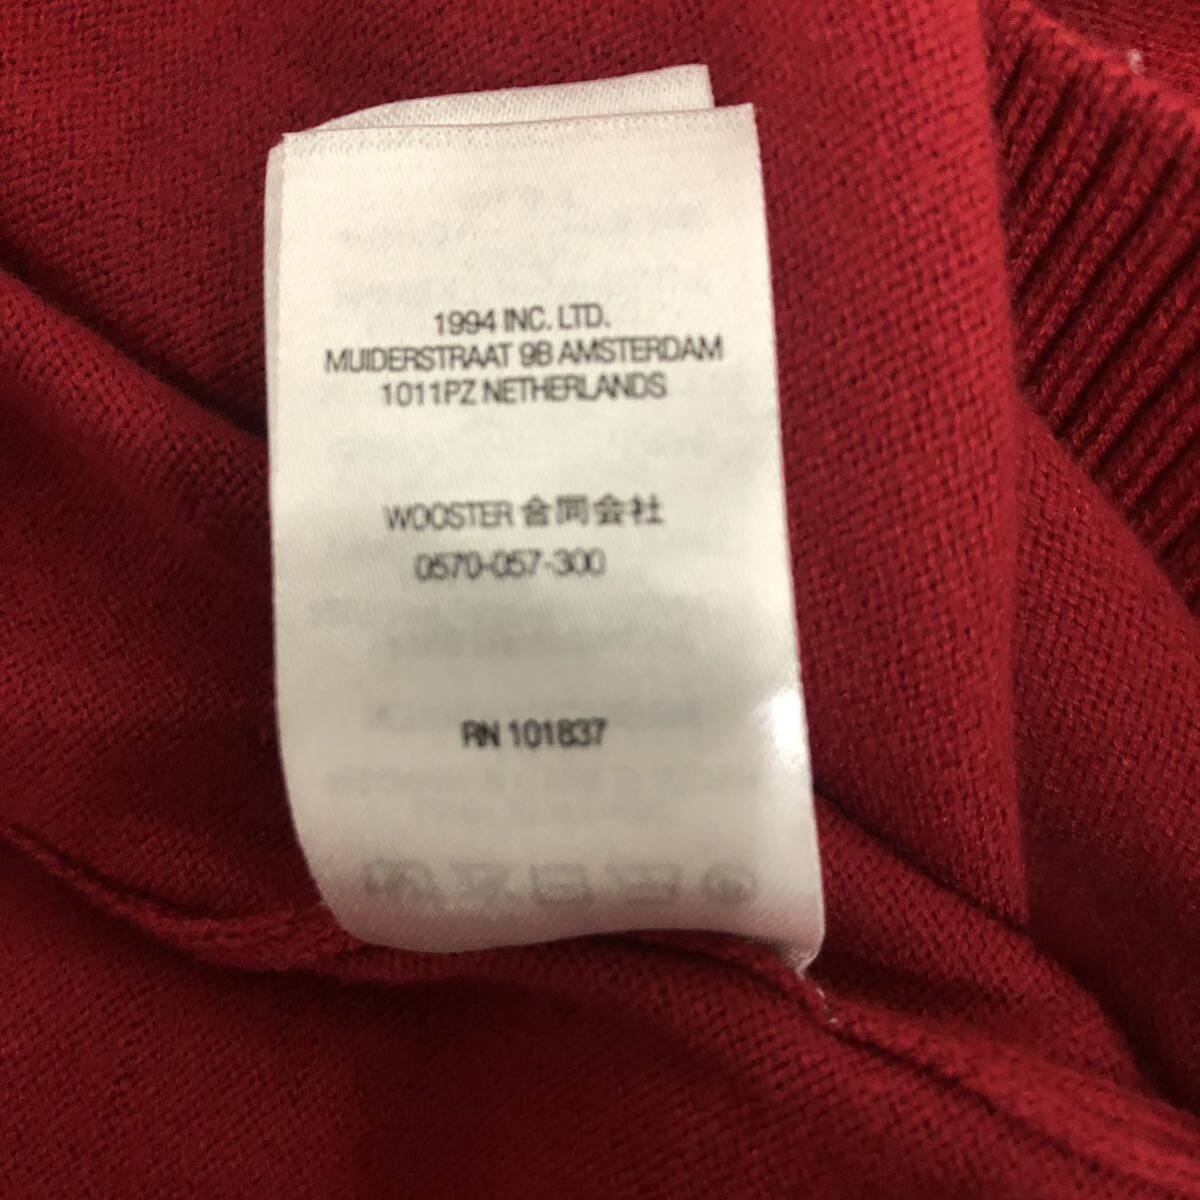 1994 INC. LTD.
MUIDERSTRAAT 9B AMSTERDAM
1011PZ NETHERLANDS
WOOSTER 合同会社
0570-057-300
RN 101837